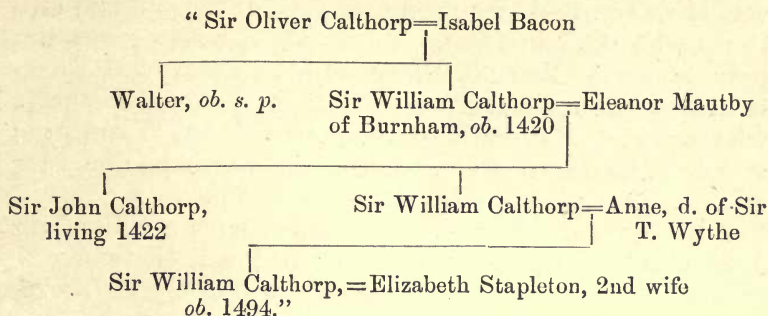 “ Sir Oliver Calthorp=Isabel Bacon
Walter, ob. s. p. Sir William Calthorp=Eleanor Mautby
of Burnham, ob. 1420
Sir John Calthorp, Sir William Calthorp=Anne, d. of Sir
living 1422 T. Wythe
Sir William Calthorp,=Elizabeth Stapleton, 2nd wife
ob. 1494.”